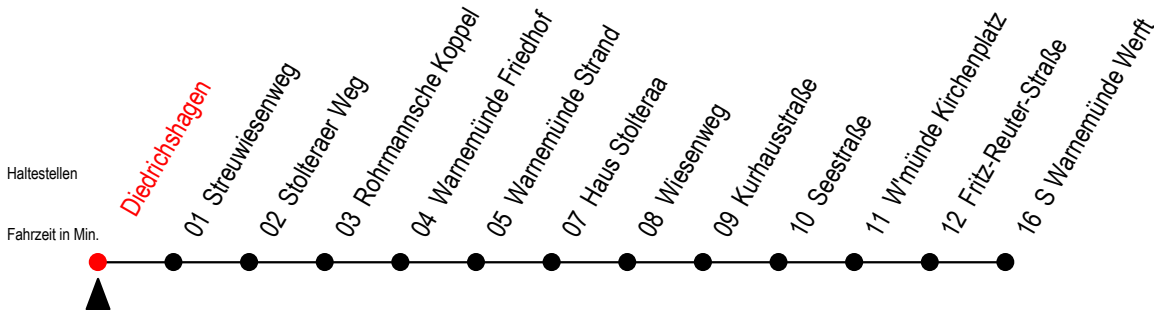 Haltestellen
Fahrzeit in Min.
Diedrichshagen
01 Streuwiesenweg
02 Stolteraer Weg
03 Rohrmannsche Koppel
04 Warnemünde Friedhof
05 Warnemünde Strand
07 Haus Stolteraa
08 Wiesenweg
09 Kurhausstraße
10 Seestraße
11 W'münde Kirchenplatz
12 Fritz-Reuter-Straße
16 S Warnemünde Werft